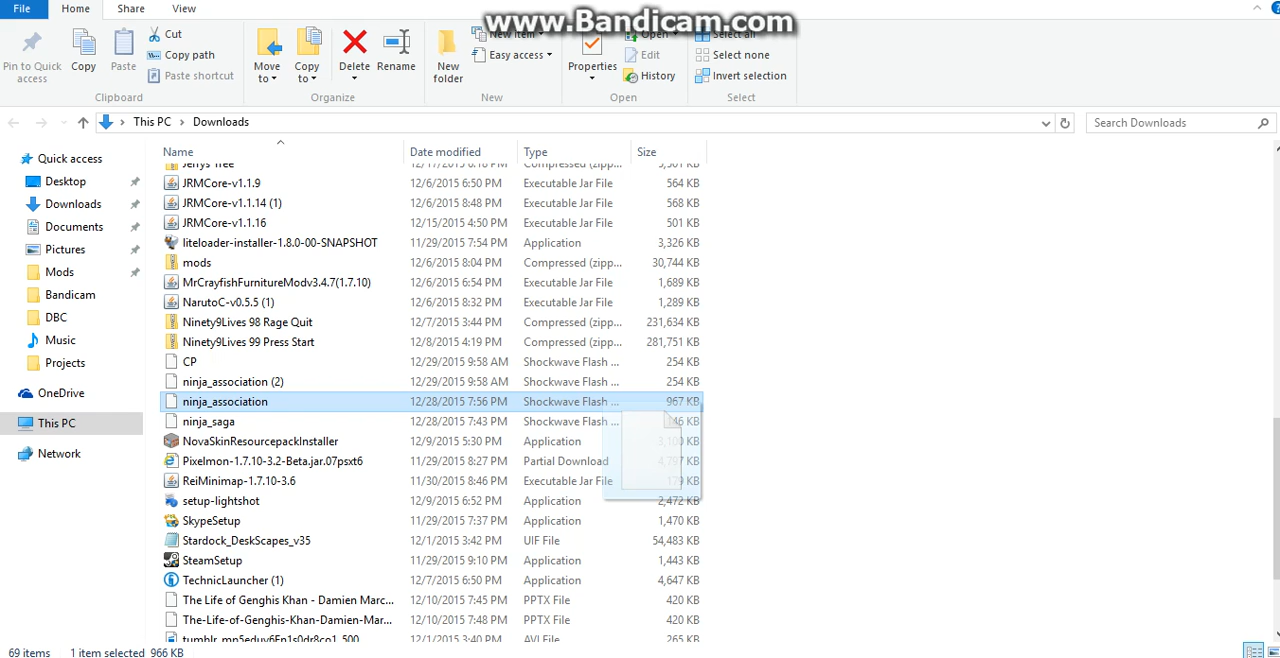 www.Bandicam.com
File Home Share View
Pin to Quick access
Copy
Paste
Cut
Copy path
Paste shortcut
Clipboard
Move to
Copy to
Delete
Rename
Organize
New folder
New item
Easy access
New
Properties
Open
Edit
History
Open
Select all
Select none
Invert selection
Select
This PC > Downloads
Search Downloads
Quick access
Desktop
Downloads
Documents
Pictures
Mods
Bandicam
DBC
Music
Projects
OneDrive
This PC
Network
Name Date modified Type Size
Jerrys Tree 12/17/2015 6:18 PM Compressed (zipp...
JRMCore-v1.1.9 12/6/2015 6:50 PM Executable Jar File 564 KB
JRMCore-v1.1.14 (1) 12/6/2015 8:48 PM Executable Jar File 568 KB
JRMCore-v1.1.16 12/15/2015 4:50 PM Executable Jar File 501 KB
liteloader-installer-1.8.0-00-SNAPSHOT 11/29/2015 7:54 PM Application 3,326 KB
mods 12/6/2015 8:04 PM Compressed (zipp... 30,744 KB
MrCrayfishFurnitureModv3.4.7(1.7.10) 12/6/2015 6:54 PM Executable Jar File 1,689 KB
NarutoC-v0.5.5 (1) 12/6/2015 8:32 PM Executable Jar File 1,289 KB
Ninety9Lives 98 Rage Quit 12/7/2015 3:44 PM Compressed (zipp... 231,634 KB
Ninety9Lives 99 Press Start 12/8/2015 4:19 PM Compressed (zipp... 281,751 KB
CP 12/29/2015 9:58 AM Shockwave Flash ... 254 KB
ninja_association (2) 12/29/2015 9:58 AM Shockwave Flash ... 254 KB
ninja_association 12/28/2015 7:56 PM Shockwave Flash ... 967 KB
ninja_saga 12/28/2015 7:43 PM Shockwave Flash ... KB
NovaSkinResourcepackInstaller 12/9/2015 5:30 PM Application KB
Pixelmon-1.7.10-3.2-Beta.jar.07psxt6 11/29/2015 8:27 PM Partial Download 4,797 KB
ReiMinimap-1.7.10-3.6 11/30/2015 8:46 PM Executable Jar File 179 KB
setup-lightshot 12/9/2015 6:52 PM Application 2,472 KB
SkypeSetup 11/29/2015 7:37 PM Application 1,470 KB
Stardock_DeskScapes_v35 12/1/2015 3:42 PM UIF File 54,483 KB
SteamSetup 11/29/2015 9:10 PM Application 1,443 KB
TechnicLauncher (1) 12/7/2015 6:50 PM Application 4,647 KB
The Life of Genghis Khan - Damien Marc... 12/10/2015 7:45 PM PPTX File 420 KB
The-Life-of-Genghis-Khan-Damien-Mar... 12/10/2015 7:48 PM PPTX File 420 KB
12/1/2015 3:40 PM AVI File 265 KB
69 items 1 item selected 966 KB